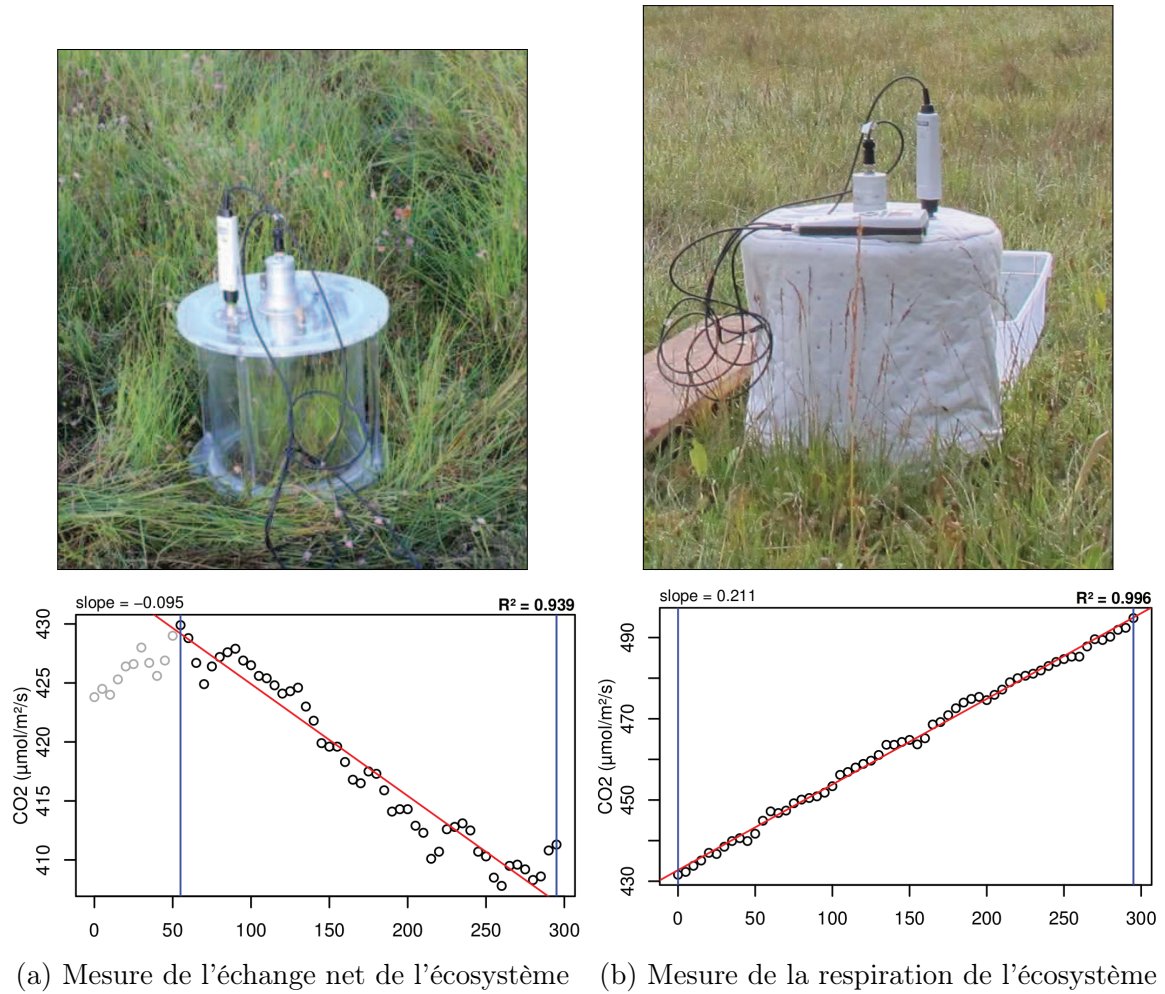 slope = −0.095
R² = 0.939
CO2 (µmol/m²/s)
430
425
420
415
410
0 50 100 150 200 250 300
(a) Mesure de l'échange net de l'écosystème
slope = 0.211
R² = 0.996
CO2 (µmol/m²/s)
490
470
450
430
0 50 100 150 200 250 300
(b) Mesure de la respiration de l'écosystème